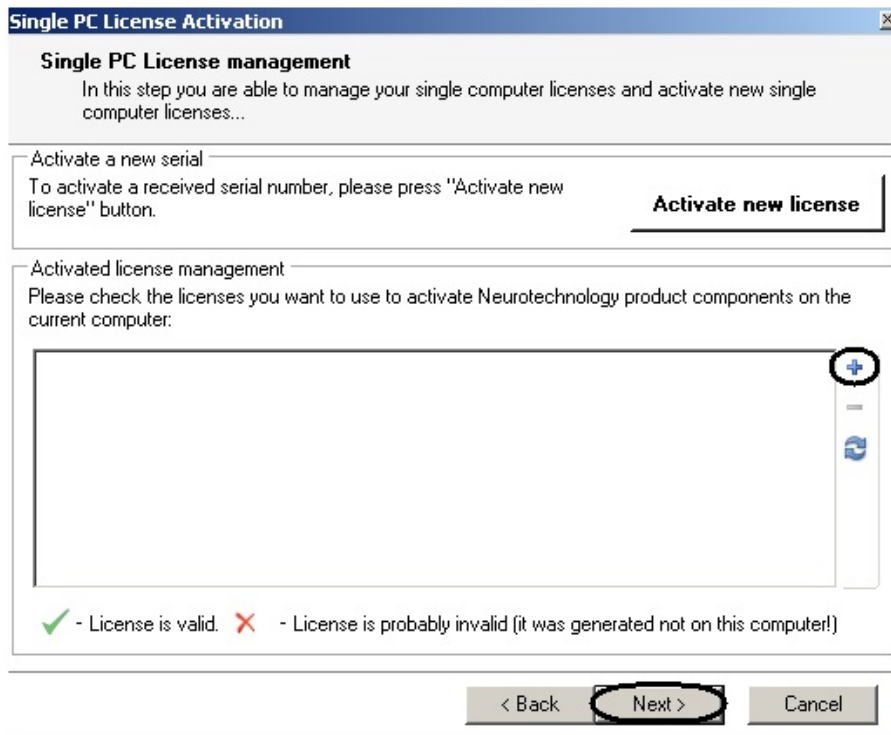 Single PC License Activation
Single PC License management
In this step you are able to manage your single computer licenses and activate new single
computer licenses...
Activate a new serial
To activate a received serial number, please press "Activate new
license" button.
Activate new license
Activated license management
Please check the licenses you want to use to activate Neurotechnology product components on the
current computer:
- License is valid.   - License is probably invalid (it was generated not on this computer!)
< Back   Next >   Cancel